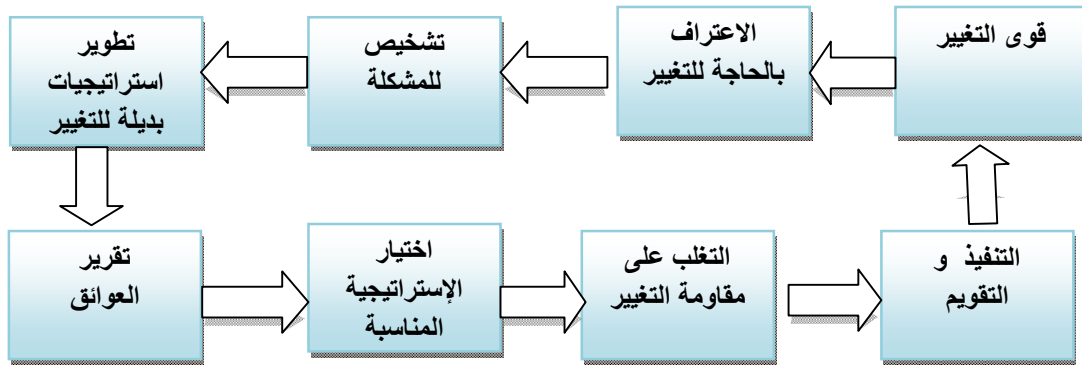 قوى التغيير
الاعتراف
بالحاجة للتغيير
تشخيص
للمشكلة
تطوير
استراتيجيات
بديلة للتغيير
تقرير
العوائق
اختيار
الإستراتيجية
المناسبة
التغلب على
مقاومة التغيير
التنفيذ و
التقويم